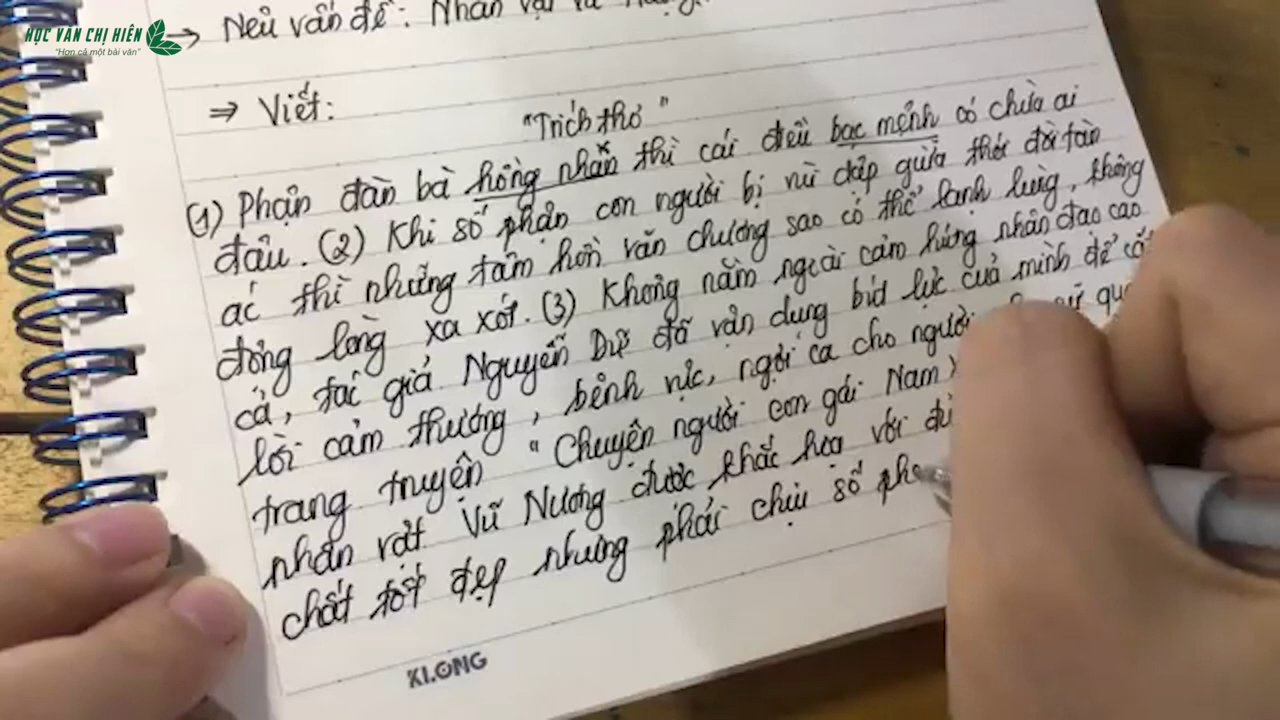 HỌC VĂN CHỊ HIÊN
"Hơn cả một bài văn"
→ Nêu vấn đề: Nhân vật Vũ
⇒ Viết:
"Trích thơ"
(1) Phận đàn bà hồng nhan thì cái điều bạc mệnh có chừa ai
đâu. (2) Khi số phận con người bị vùi dập giữa thời đời tàn
ác thì những tâm hồn văn chương sao có thể lạnh lùng, không
động lòng xa xót. (3) Không nằm ngoài cảm hứng nhân đạo cao
cả, tác giả Nguyễn Dữ đã vận dụng bút lực của mình để
lời cảm thương, bênh vực, ngợi ca cho người qua
trang truyện "Chuyện người con gái Nam
nhân vật Vũ Nương được khắc họa với
chất tốt đẹp nhưng phải chịu số
KLONG